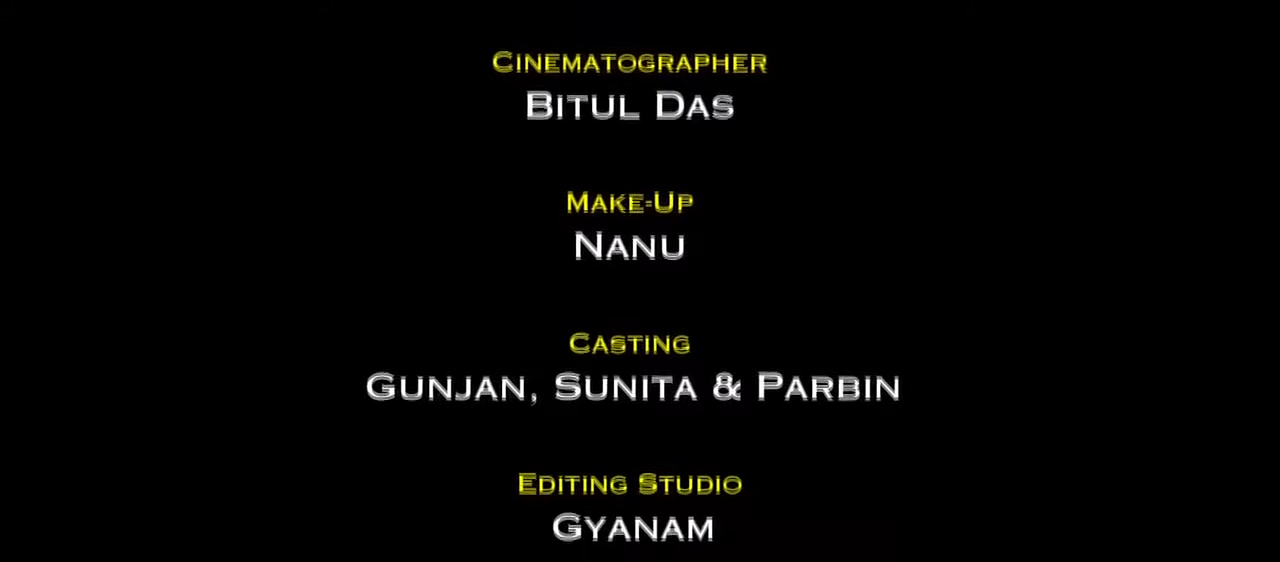 Cinematographer
Bitul Das
Make-Up
Nanu
Casting
Gunjan, Sunita & Parbin
Editing Studio
Gyanam